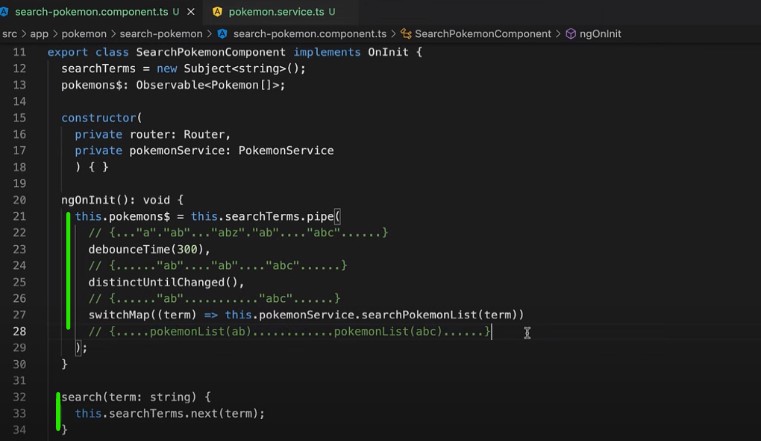 search-pokemon.component.ts U pokemon.service.ts U
src > app > pokemon > search-pokemon > search-pokemon.component.ts > SearchPokemonComponent > ngOnInit
11 export class SearchPokemonComponent implements OnInit {
12 searchTerms = new Subject<string>();
13 pokemons$: Observable<Pokemon[]>;
14
15 constructor(
16 private router: Router,
17 private pokemonService: PokemonService
18 ) { }
19
20 ngOnInit(): void {
21 this.pokemons$ = this.searchTerms.pipe(
22 // {..."a"."ab"..."abz"."ab"...."abc"......}
23 debounceTime(300),
24 // {......"ab"...."ab"...."abc"......}
25 distinctUntilChanged(),
26 // {......"ab"..........."abc"......}
27 switchMap((term) => this.pokemonService.searchPokemonList(term))
28 // {.....pokemonList(ab)............pokemonList(abc)......}
29 );
30 }
31
32 search(term: string) {
33 this.searchTerms.next(term);
34 }